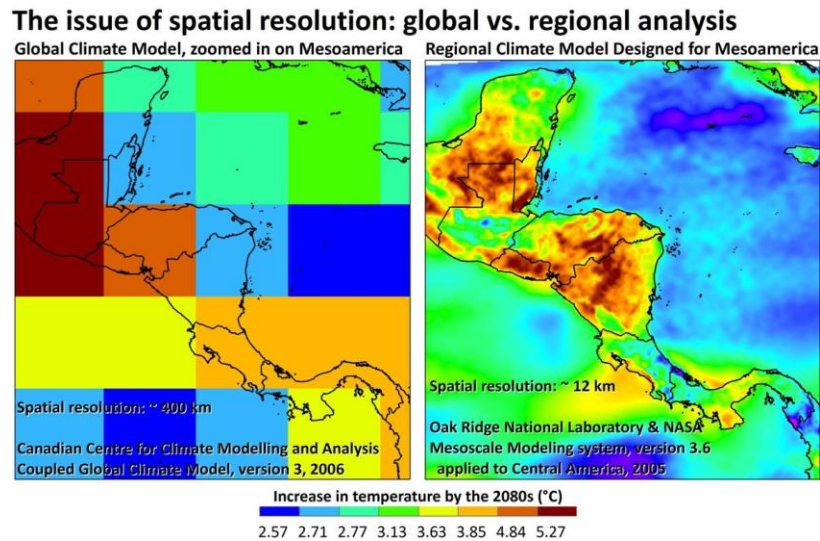 The issue of spatial resolution: global vs. regional analysis
Global Climate Model, zoomed in on Mesoamerica
Regional Climate Model Designed for Mesoamerica
Spatial resolution: ~ 400 km
Canadian Centre for Climate Modelling and Analysis
Coupled Global Climate Model, version 3, 2006
Spatial resolution: ~ 12 km
Oak Ridge National Laboratory & NASA
Mesoscale Modeling system, version 3.6
applied to Central America, 2005
Increase in temperature by the 2080s (°C)
2.57 2.71 2.77 3.13 3.63 3.85 4.84 5.27